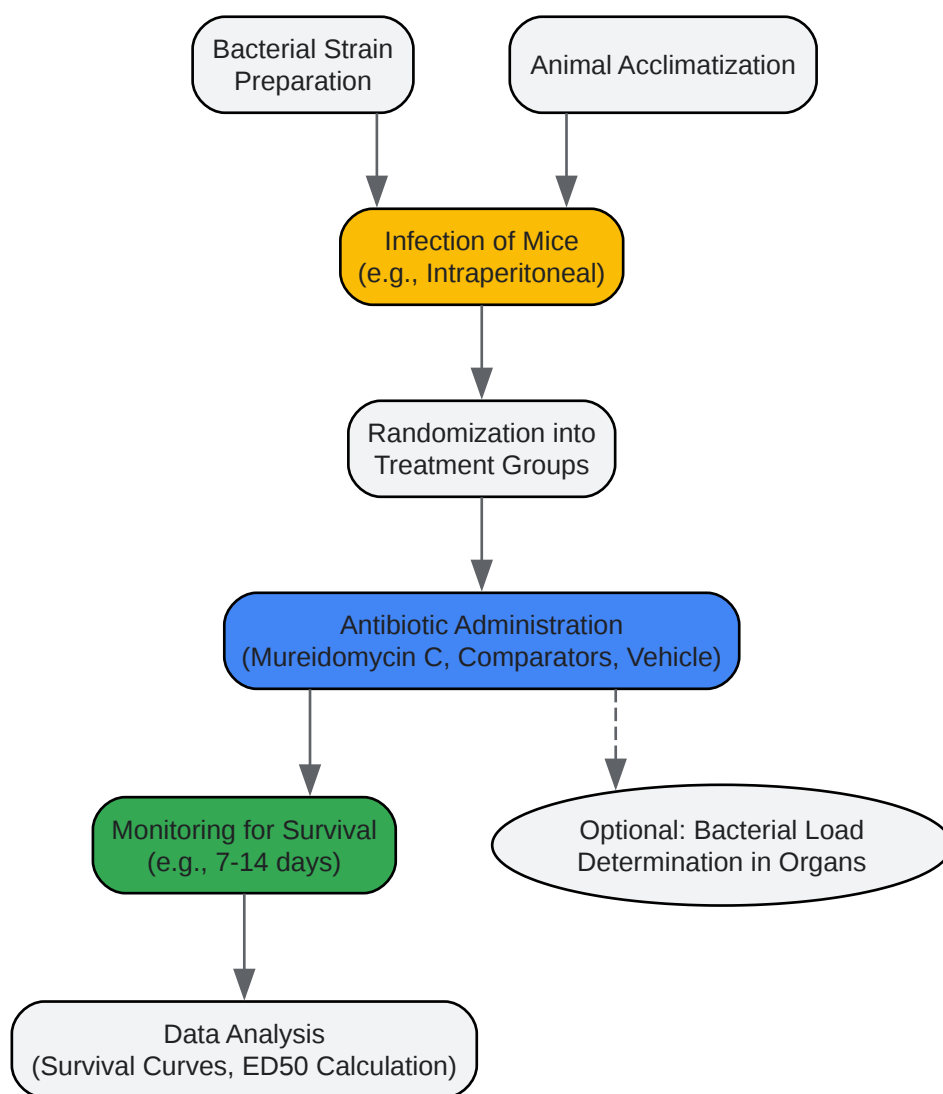 Bacterial Strain
Preparation
Animal Acclimatization
Infection of Mice
(e.g., Intraperitoneal)
Randomization into
Treatment Groups
Antibiotic Administration
(Mureidomycin C, Comparators, Vehicle)
Monitoring for Survival
(e.g., 7-14 days)
Optional: Bacterial Load
Determination in Organs
Data Analysis
(Survival Curves, ED50 Calculation)